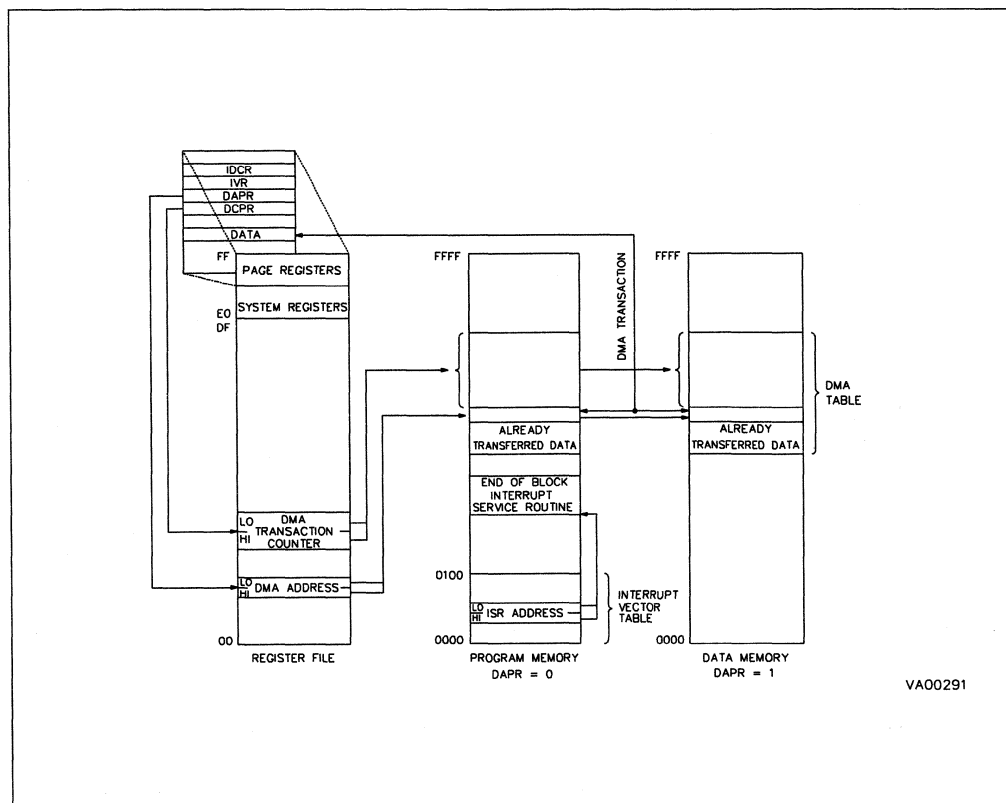 IDCR
IVR
DAPR
DCPR
DATA
FF
PAGE REGISTERS
SYSTEM REGISTERS
E0
DF
LO
HI
DMA
TRANSACTION
COUNTER
LO
HI
DMA ADDRESS
00
REGISTER FILE
FFFF
ALREADY
TRANSFERRED DATA
END OF BLOCK
INTERRUPT
SERVICE ROUTINE
0100
LO
HI
ISR ADDRESS
0000
INTERRUPT
VECTOR
TABLE
PROGRAM MEMORY
DAPR = 0
DMA TRANSACTION
FFFF
ALREADY
TRANSFERRED DATA
DMA
TABLE
0000
DATA MEMORY
DAPR = 1
VA00291